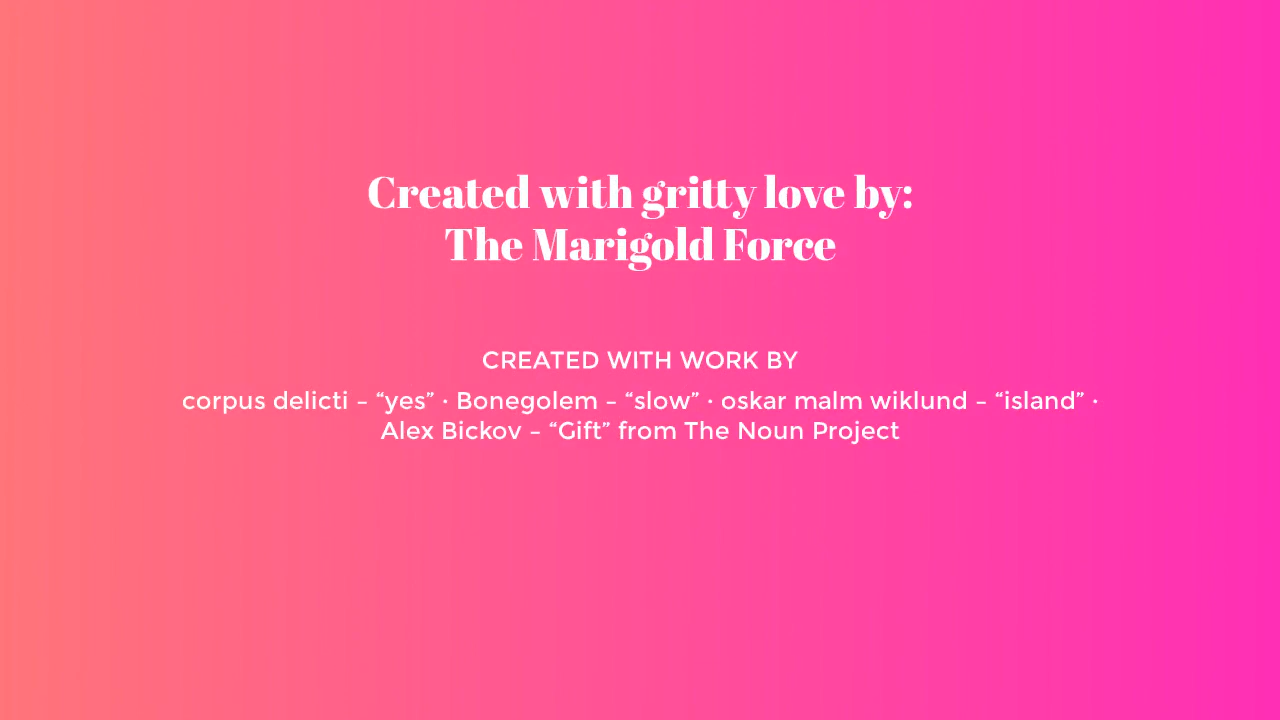 Created with gritty love by:
The Marigold Force
CREATED WITH WORK BY
corpus delicti – “yes” · Bonegolem – “slow” · oskar malm wiklund – “island” ·
Alex Bickov – “Gift” from The Noun Project